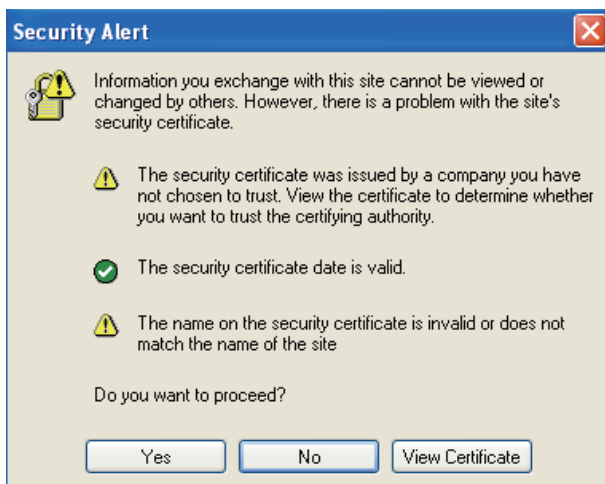 Security Alert
Information you exchange with this site cannot be viewed or
changed by others. However, there is a problem with the site's
security certificate.
The security certificate was issued by a company you have
not chosen to trust. View the certificate to determine whether
you want to trust the certifying authority.
The security certificate date is valid.
The name on the security certificate is invalid or does not
match the name of the site
Do you want to proceed?
Yes
No
View Certificate